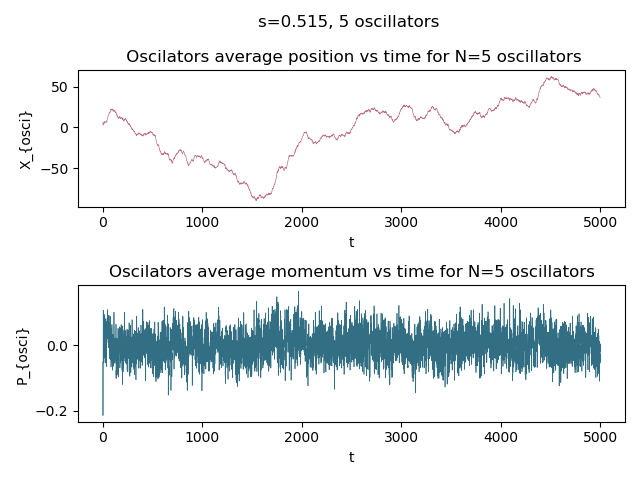 s=0.515, 5 oscillators
Oscilators average position vs time for N=5 oscillators
50
0
−50
X_{osci}
0 1000 2000 3000 4000 5000
t
Oscilators average momentum vs time for N=5 oscillators
0.0
−0.2
P_{osci}
0 1000 2000 3000 4000 5000
t